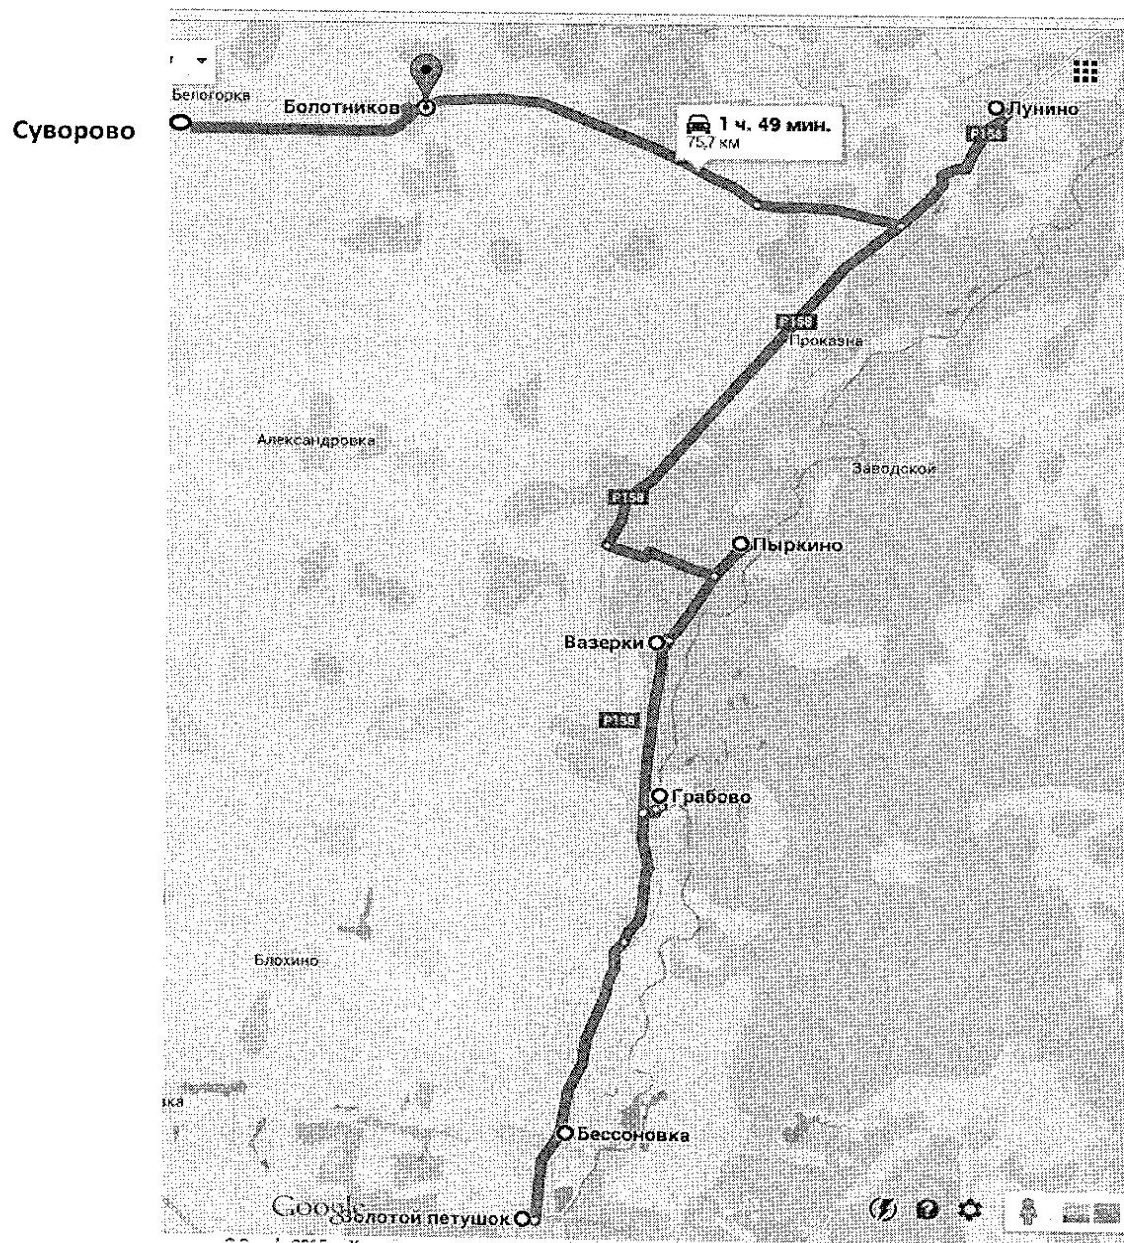 Белогорка
Болотников
Суворово
Лунино
1 ч. 49 мин.
75,7 км
Р158
Р158
Проказна
Александровка
Заводской
Р158
Пыркино
Вазерки
Р158
Грабово
Блохино
вка
Бессоновка
Google
Золотой петушок